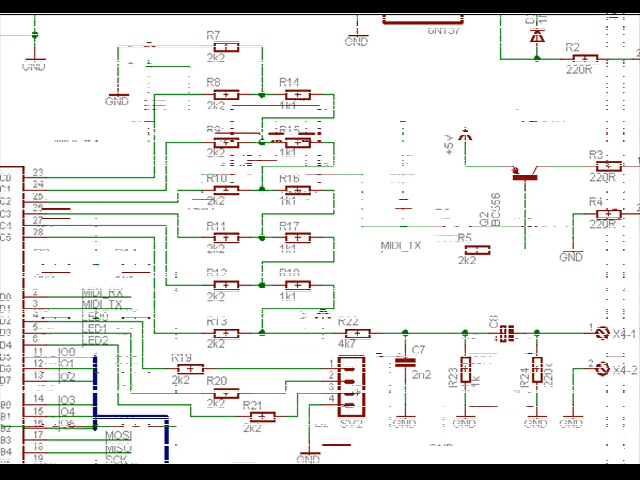 6N137
R7
2k2
GND
GND
GND
R2
220R
R8
2k2
R14
1k1
R9
2k2
R15
1k1
+5V
R3
220R
R10
2k2
R16
1k1
Q2
BC556
R4
220R
GND
R11
2k2
R17
1k1
MIDI_TX
R5
2k2
R12
2k2
R18
1k1
R13
2k2
R22
4k7
C8
X4-1
C7
2n2
R23
1k
R24
220k
X4-2
GND
GND
GND
GND
R19
2k2
R20
2k2
R21
2k2
1
2
3
4
SV2
GND
C0 23
C1 24
C2 25
C3 26
C4 27
C5 28
D0 2 MIDI_RX
D1 3 MIDI_TX
D2 4 LED0
D3 5 LED1
D4 6 LED2
D5 11 IO0
D6 12 IO1
D7 13 IO2
B0 14 IO3
B1 15 IO4
B2 16 IO5
B3 17 MOSI
B4 18 MISO
B5 19 SCK